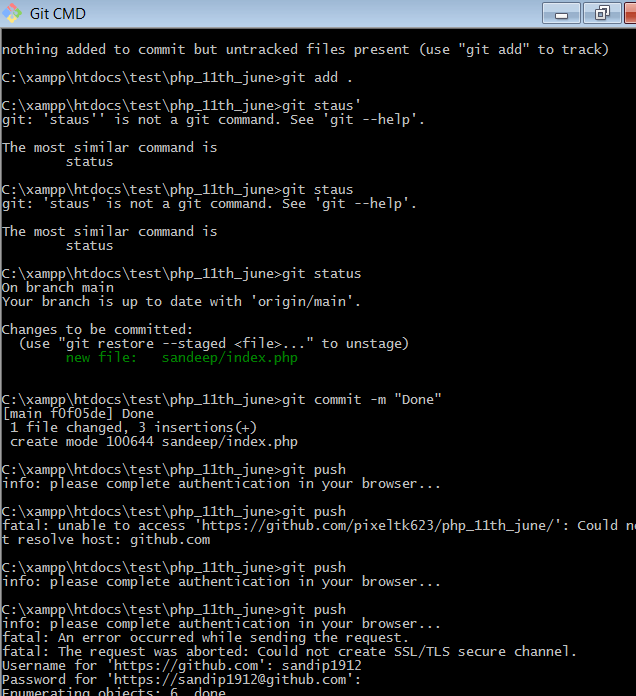 Git CMD
nothing added to commit but untracked files present (use "git add" to track)
C:\xampp\htdocs\test\php_11th_june>git add .
C:\xampp\htdocs\test\php_11th_june>git staus'
git: 'staus'' is not a git command. See 'git --help'.
The most similar command is
status
C:\xampp\htdocs\test\php_11th_june>git staus
git: 'staus' is not a git command. See 'git --help'.
The most similar command is
status
C:\xampp\htdocs\test\php_11th_june>git status
On branch main
Your branch is up to date with 'origin/main'.
Changes to be committed:
(use "git restore --staged <file>..." to unstage)
new file:   sandeep/index.php
C:\xampp\htdocs\test\php_11th_june>git commit -m "Done"
[main f0f05de] Done
1 file changed, 3 insertions(+)
create mode 100644 sandeep/index.php
C:\xampp\htdocs\test\php_11th_june>git push
info: please complete authentication in your browser...
C:\xampp\htdocs\test\php_11th_june>git push
fatal: unable to access 'https://github.com/pixeltk623/php_11th_june/': Could no
t resolve host: github.com
C:\xampp\htdocs\test\php_11th_june>git push
info: please complete authentication in your browser...
C:\xampp\htdocs\test\php_11th_june>git push
info: please complete authentication in your browser...
fatal: An error occurred while sending the request.
fatal: The request was aborted: Could not create SSL/TLS secure channel.
Username for 'https://github.com': sandip1912
Password for 'https://sandip1912@github.com':
Enumerating objects: 6, done.